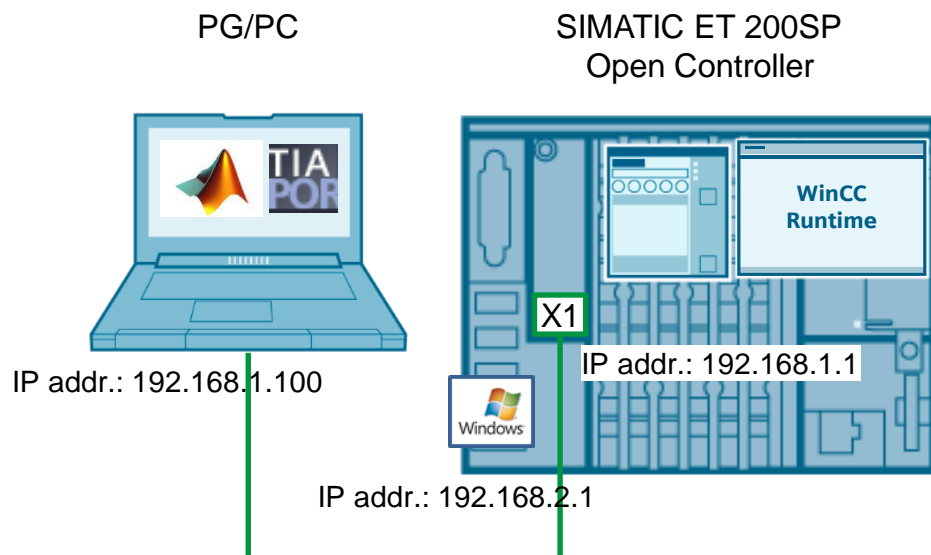 PG/PC
SIMATIC ET 200SP
Open Controller
TIA
POR
WinCC
Runtime
X1
IP addr.: 192.168.1.1
IP addr.: 192.168.1.100
Windows
IP addr.: 192.168.2.1